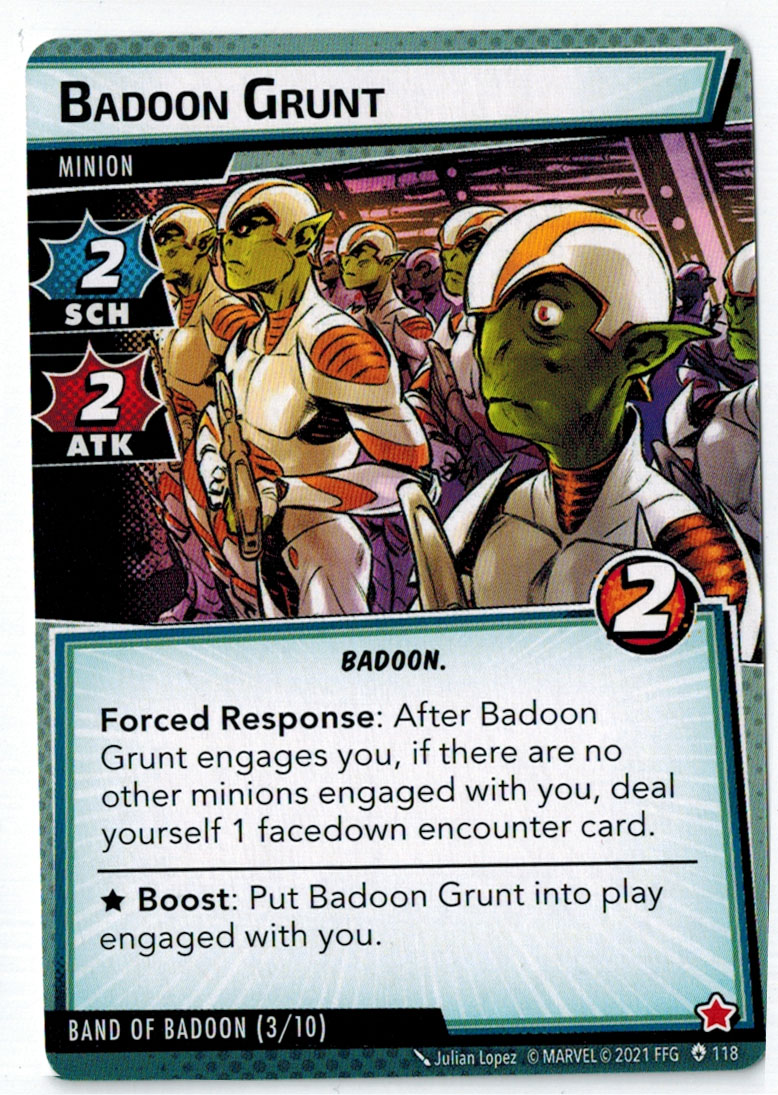 BADOON GRUNT
MINION
2
SCH
2
ATK
2
BADOON.
Forced Response: After Badoon
Grunt engages you, if there are no
other minions engaged with you, deal
yourself 1 facedown encounter card.
★ Boost: Put Badoon Grunt into play
engaged with you.
BAND OF BADOON (3/10)
Julian Lopez © MARVEL © 2021 FFG 118